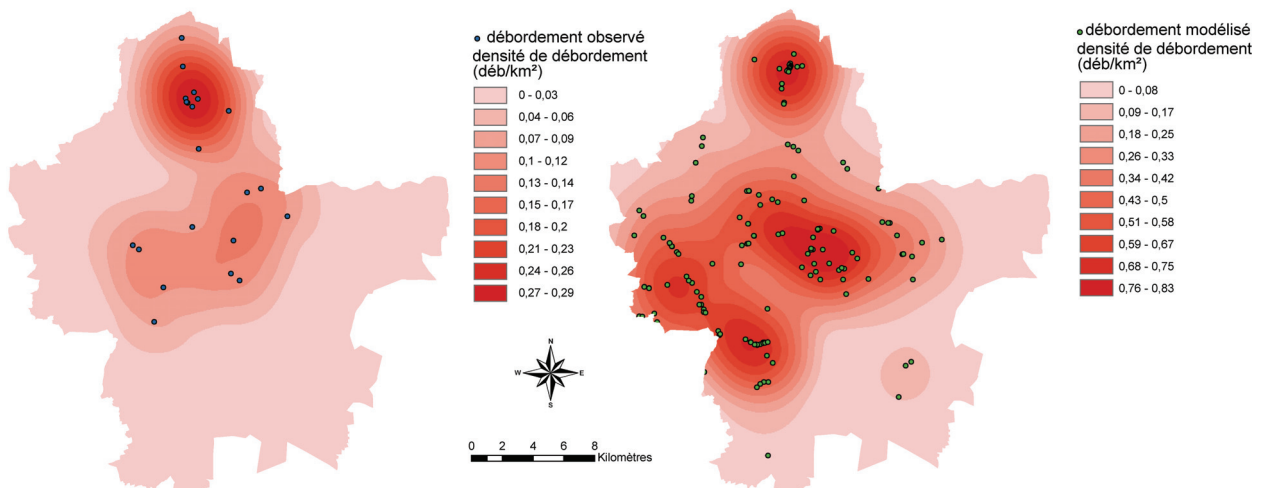 débordement observé
densité de débordement
(déb/km²)
0 - 0,03
0,04 - 0,06
0,07 - 0,09
0,1 - 0,12
0,13 - 0,14
0,15 - 0,17
0,18 - 0,2
0,21 - 0,23
0,24 - 0,26
0,27 - 0,29
N
W E
S
0 2 4 6 8
Kilomètres
débordement modélisé
densité de débordement
(déb/km²)
0 - 0,08
0,09 - 0,17
0,18 - 0,25
0,26 - 0,33
0,34 - 0,42
0,43 - 0,5
0,51 - 0,58
0,59 - 0,67
0,68 - 0,75
0,76 - 0,83